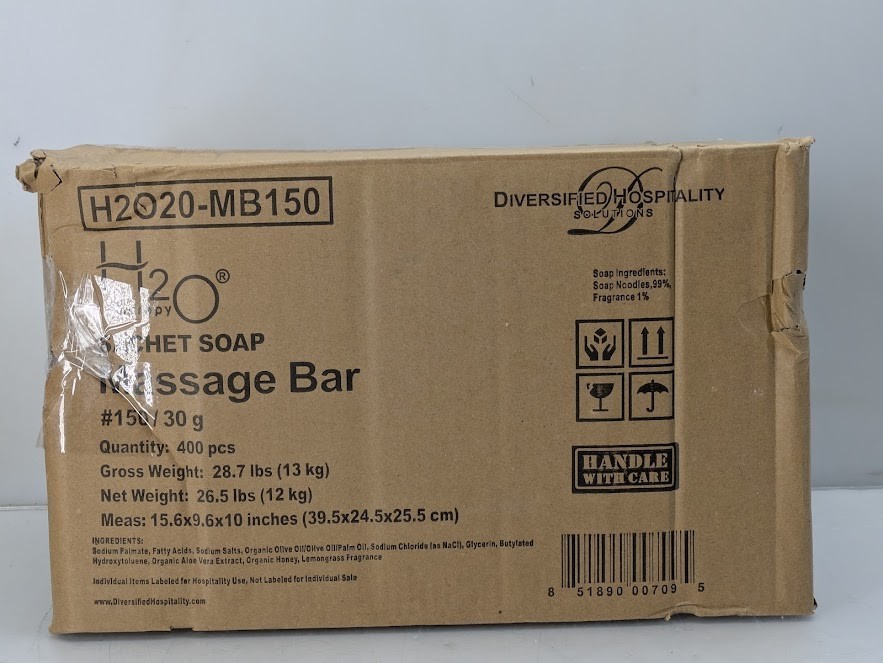 H2O20-MB150
DIVERSIFIED HOSPITALITY
SOLUTIONS
H2O®
SOAP
Massage Bar
#150/ 30 g
Quantity: 400 pcs
Gross Weight: 28.7 lbs (13 kg)
Net Weight: 26.5 lbs (12 kg)
Meas: 15.6x9.6x10 inches (39.5x24.5x25.5 cm)
INGREDIENTS:
Sodium Palmate, Fatty Acids, Sodium Salts, Organic Olive Oil/Olive Oil/Palm Oil, Sodium Chloride (as NaCl), Glycerin, Butylated
Hydroxytoluene, Organic Aloe Vera Extract, Organic Honey, Lemongrass Fragrance
Individual Items Labeled for Hospitality Use, Not Labeled for Individual Sale
www.DiversifiedHospitality.com
Soap Ingredients:
Soap Noodles,99%,
Fragrance 1%
HANDLE
WITH CARE
8 51890 00709 5